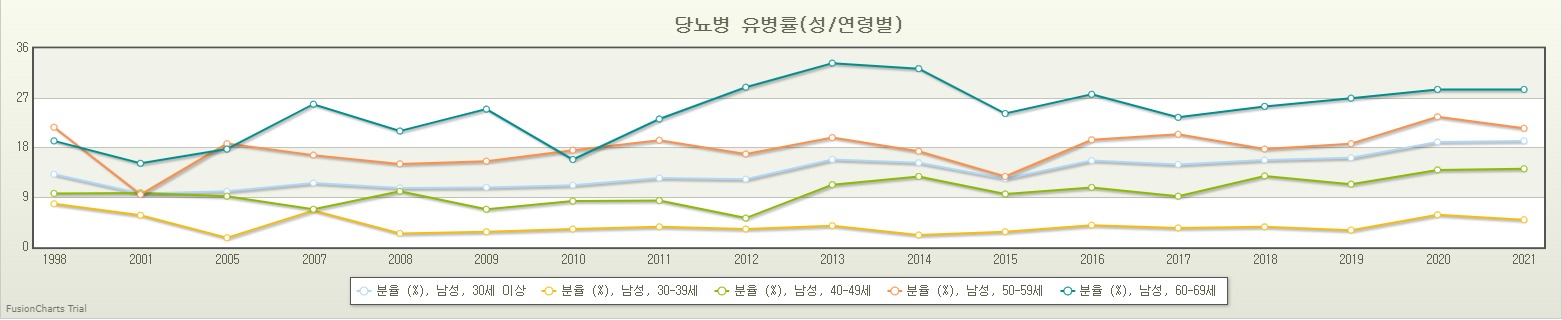 당뇨병 유병률(성/연령별)
36
27
18
9
0
1998 2001 2005 2007 2008 2009 2010 2011 2012 2013 2014 2015 2016 2017 2018 2019 2020 2021
분율 (%), 남성, 30세 이상 분율 (%), 남성, 30-39세 분율 (%), 남성, 40-49세 분율 (%), 남성, 50-59세 분율 (%), 남성, 60-69세
FusionCharts Trial